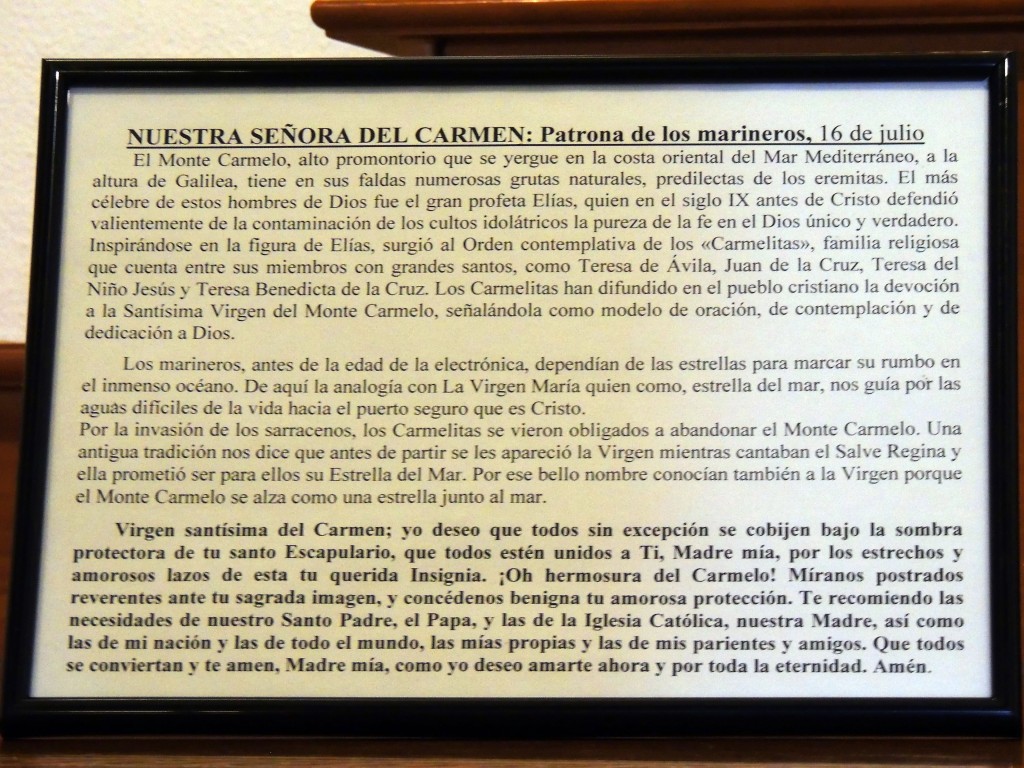 NUESTRA SEÑORA DEL CARMEN: Patrona de los marineros, 16 de julio
El Monte Carmelo, alto promontorio que se yergue en la costa oriental del Mar Mediterráneo, a la
altura de Galilea, tiene en sus faldas numerosas grutas naturales, predilectas de los eremitas. El más
célebre de estos hombres de Dios fue el gran profeta Elías, quien en el siglo IX antes de Cristo defendió
valientemente de la contaminación de los cultos idolátricos la pureza de la fe en el Dios único y verdadero.
Inspirándose en la figura de Elías, surgió al Orden contemplativa de los «Carmelitas», familia religiosa
que cuenta entre sus miembros con grandes santos, como Teresa de Ávila, Juan de la Cruz, Teresa del
Niño Jesús y Teresa Benedicta de la Cruz. Los Carmelitas han difundido en el pueblo cristiano la devoción
a la Santísima Virgen del Monte Carmelo, señalándola como modelo de oración, de contemplación y de
dedicación a Dios.
Los marineros, antes de la edad de la electrónica, dependían de las estrellas para marcar su rumbo en
el inmenso océano. De aquí la analogía con La Virgen María quien como, estrella del mar, nos guía por las
aguas difíciles de la vida hacia el puerto seguro que es Cristo.
Por la invasión de los sarracenos, los Carmelitas se vieron obligados a abandonar el Monte Carmelo. Una
antigua tradición nos dice que antes de partir se les apareció la Virgen mientras cantaban el Salve Regina y
ella prometió ser para ellos su Estrella del Mar. Por ese bello nombre conocían también a la Virgen porque
el Monte Carmelo se alza como una estrella junto al mar.
Virgen santísima del Carmen; yo deseo que todos sin excepción se cobijen bajo la sombra
protectora de tu santo Escapulario, que todos estén unidos a Ti, Madre mía, por los estrechos y
amorosos lazos de esta tu querida Insignia. ¡Oh hermosura del Carmelo! Míranos postrados
reverentes ante tu sagrada imagen, y concédenos benigna tu amorosa protección. Te recomiendo las
necesidades de nuestro Santo Padre, el Papa, y las de la Iglesia Católica, nuestra Madre, así como
las de mi nación y las de todo el mundo, las mías propias y las de mis parientes y amigos. Que todos
se conviertan y te amen, Madre mía, como yo deseo amarte ahora y por toda la eternidad. Amén.